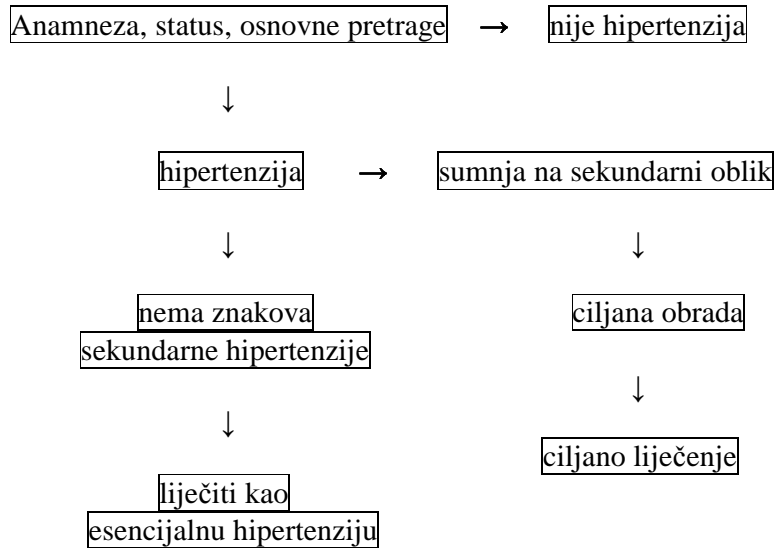 Anamneza, status, osnovne pretrage → nije hipertenzija
↓
hipertenzija → sumnja na sekundarni oblik
↓ ↓
nema znakova
sekundarne hipertenzije
ciljana obrada
↓ ↓
liječiti kao
esencijalnu hipertenziju
ciljano liječenje